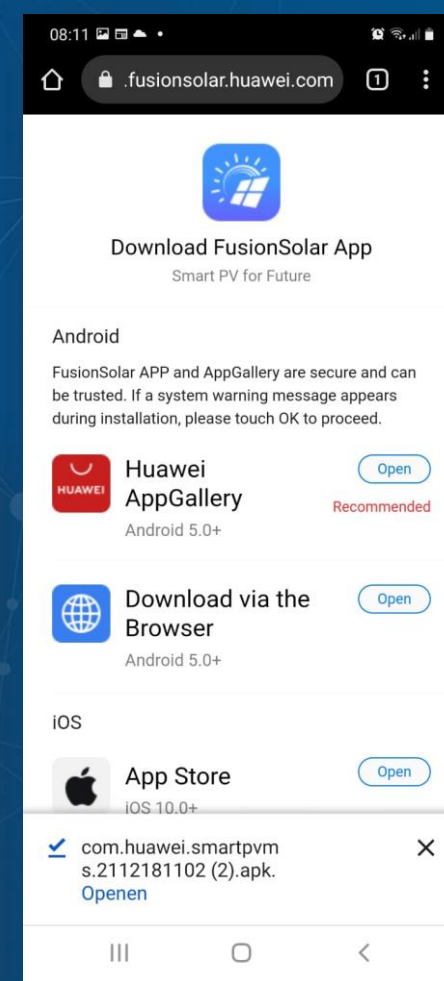 08:11
.fusionsolar.huawei.com
1
Download FusionSolar App
Smart PV for Future
Android
FusionSolar APP and AppGallery are secure and can
be trusted. If a system warning message appears
during installation, please touch OK to proceed.
HUAWEI
Huawei
AppGallery
Android 5.0+
Open
Recommended
Download via the
Browser
Android 5.0+
Open
iOS
App Store
iOS 10.0+
Open
com.huawei.smartpvm
s.2112181102 (2).apk.
Openen